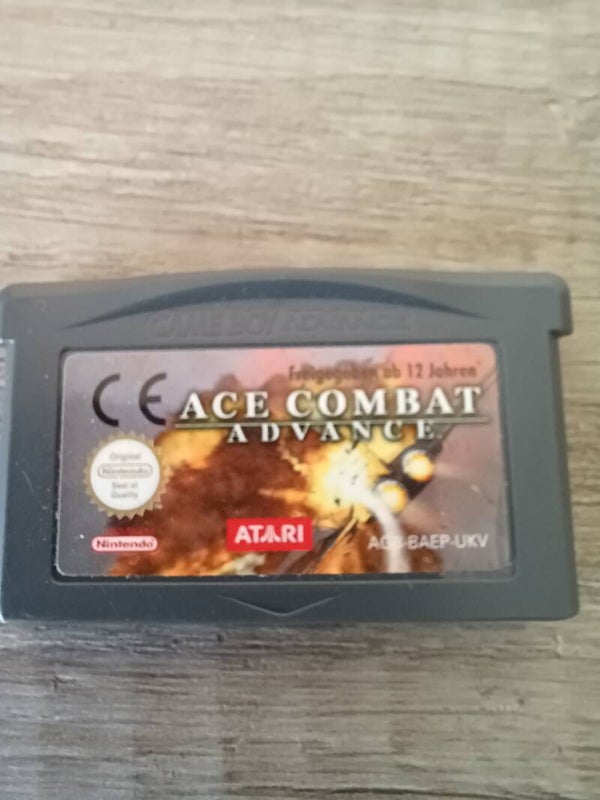 GAME BOY ADVANCE
Freigegeben ab 12 Jahren
CE
ACE COMBAT
ADVANCE
Original
Nintendo
Seal of
Quality
Nintendo
ATARI
AGB-BAEP-UKV